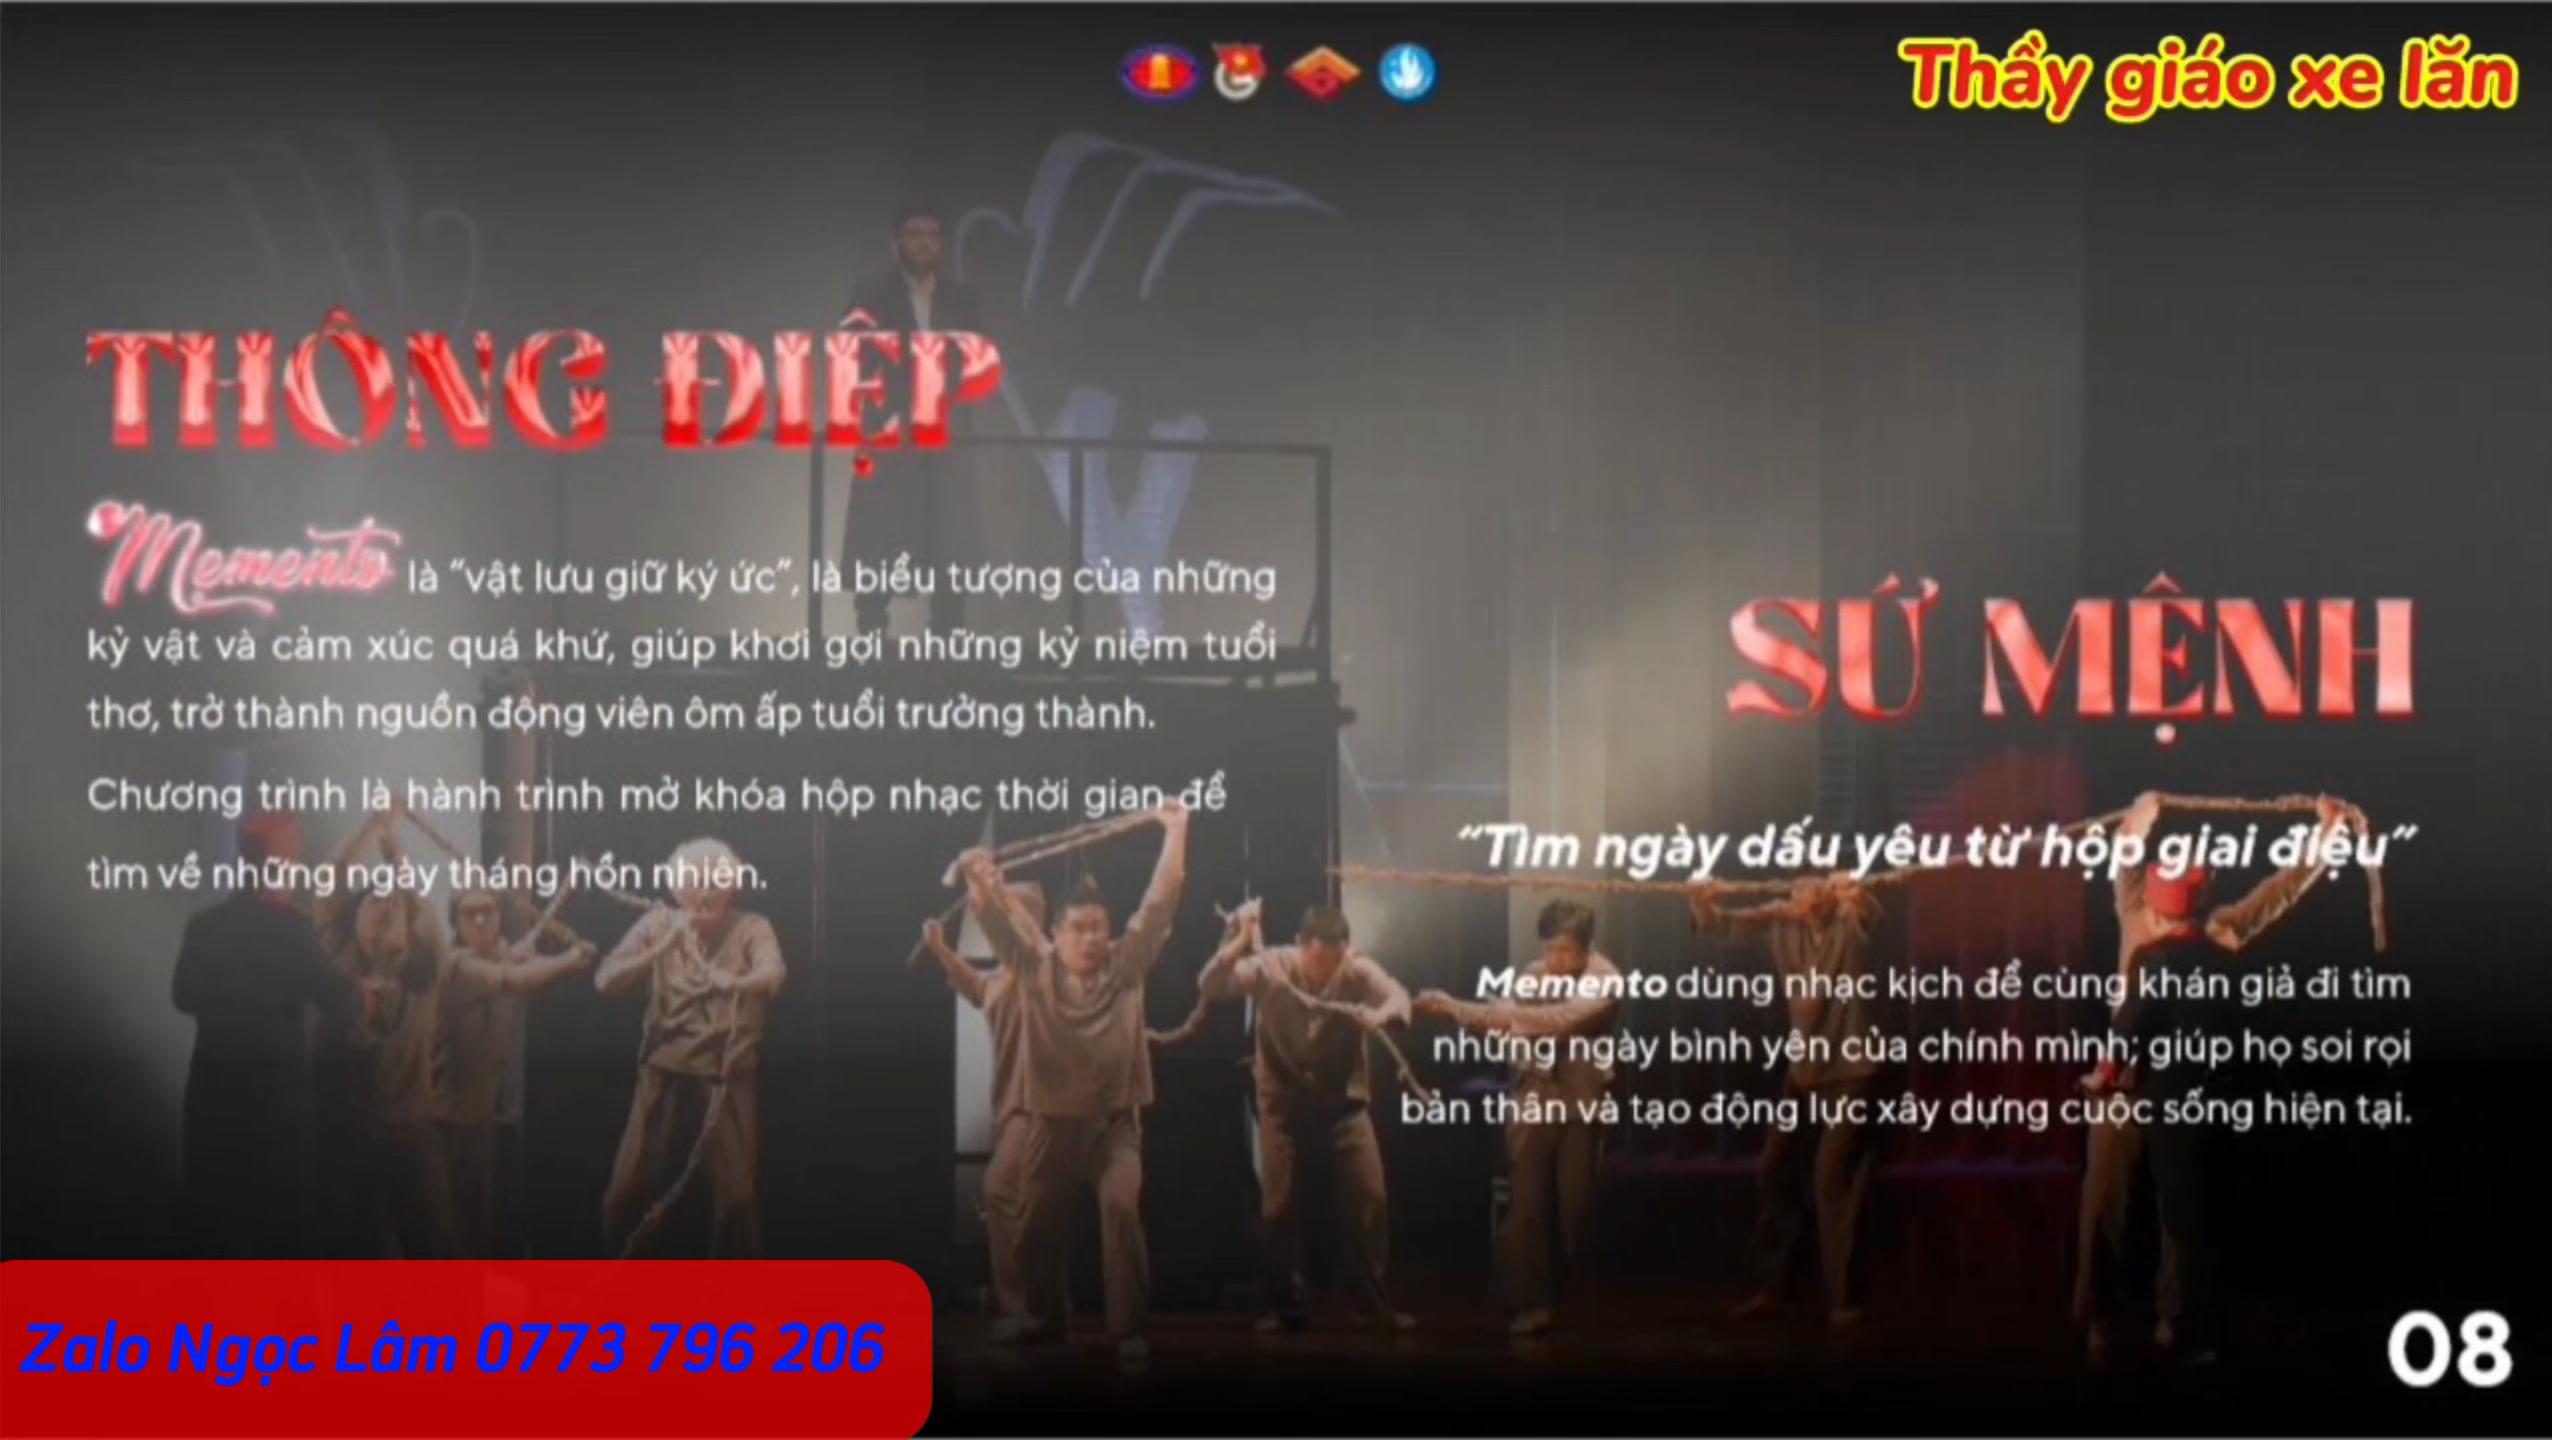 Thầy giáo xe lăn
THÔNG ĐIỆP
Memento là “vật lưu giữ ký ức”, là biểu tượng của những
kỷ vật và cảm xúc quá khứ, giúp khơi gợi những kỷ niệm tuổi
thơ, trở thành nguồn động viên ôm ấp tuổi trưởng thành.
Chương trình là hành trình mở khóa hộp nhạc thời gian để
tìm về những ngày tháng hồn nhiên.
SỨ MỆNH
“Tìm ngày dấu yêu từ hộp giai điệu”
Memento dùng nhạc kịch để cùng khán giả đi tìm
những ngày bình yên của chính mình; giúp họ soi rọi
bản thân và tạo động lực xây dựng cuộc sống hiện tại.
Zalo Ngọc Lâm 0773 796 206
08